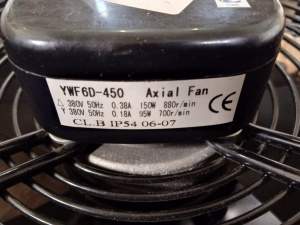 YWF6D-450 Axial Fan
△ 380V 50Hz 0.38A 150W 880r/min
Y 380V 50Hz 0.18A 95W 700r/min
CL.B IP54 06-07
CE